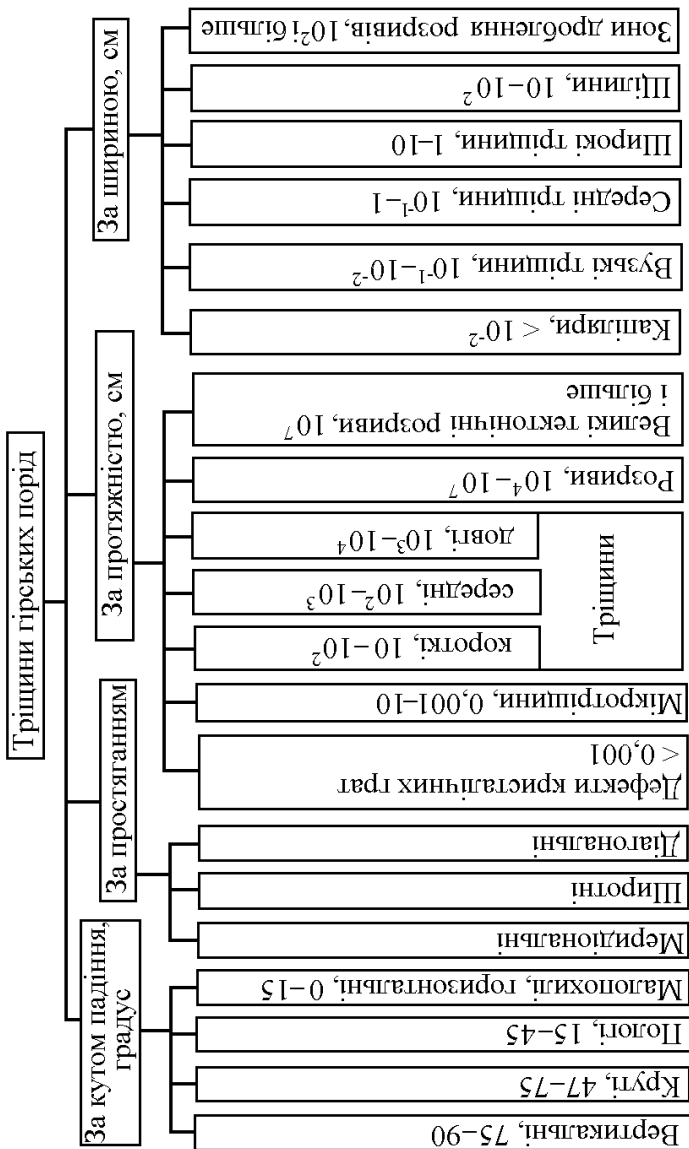 Тріщини гірських порід
За кутом падіння,
градус
Вертикальні, 75–90
Круті, 47–75
Пологі, 15–45
Малопохилі, горизонтальні, 0–15
За простяганням
Меридіональні
Широтні
Діагональні
За протяжністю, см
Дефекти кристалічних грат
< 0,001
Мікротріщини, 0,001–10
Тріщини
короткі, 10–10²
середні, 10²–10³
довгі, 10³–10⁴
Розриви, 10⁴–10⁷
Великі тектонічні розриви, 10⁷
і більше
За шириною, см
Капіляри, < 10⁻²
Вузькі тріщини, 10⁻¹–10⁻²
Середні тріщини, 10⁻¹–1
Широкі тріщини, 1–10
Щілини, 10–10²
Зони дроблення розривів, 10² і більше